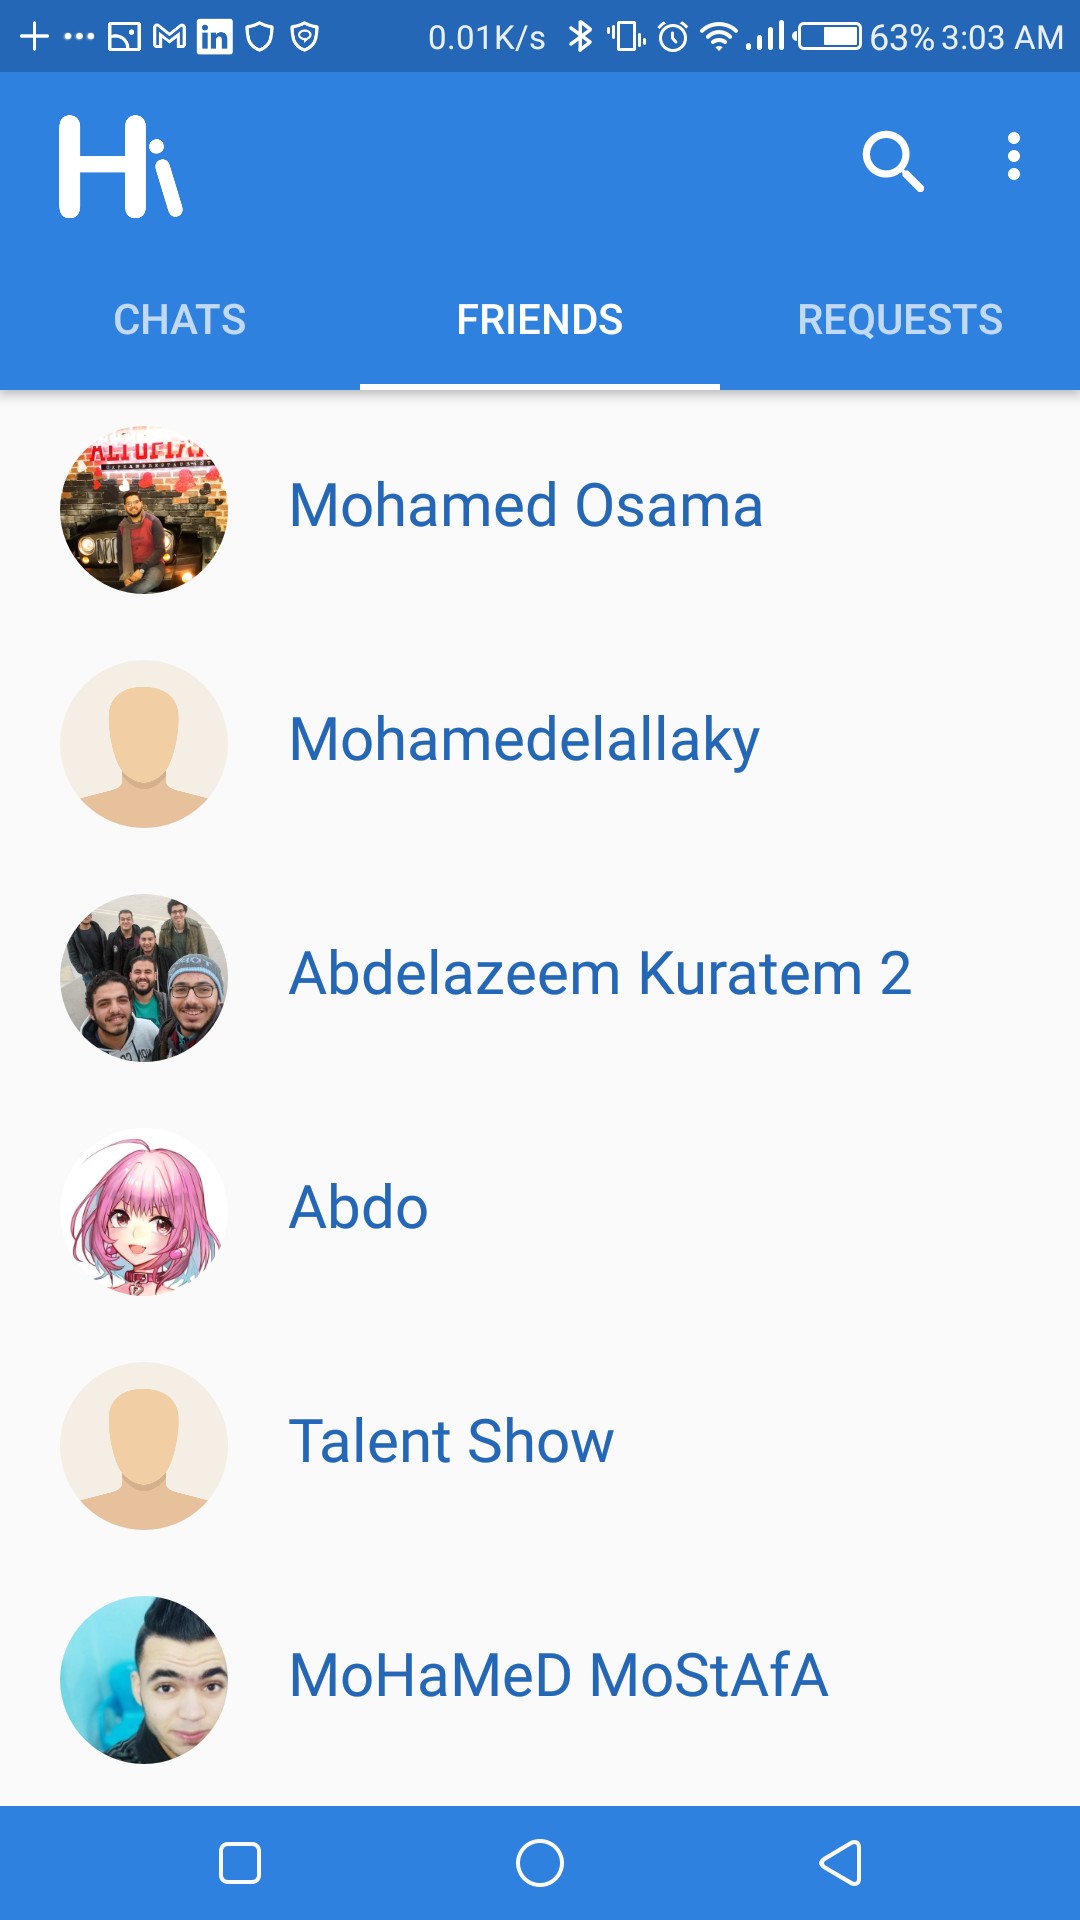 0.01K/s 63% 3:03 AM
Hi
CHATS FRIENDS REQUESTS
Mohamed Osama
Mohamedelallaky
Abdelazeem Kuratem 2
Abdo
Talent Show
MoHaMeD MoStAfA